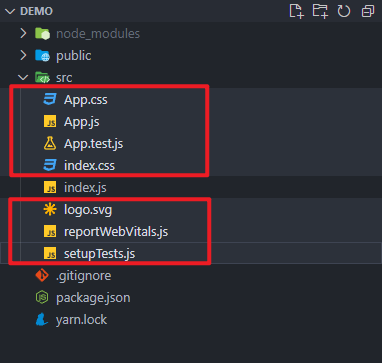 DEMO
node_modules
public
src
App.css
App.js
App.test.js
index.css
index.js
logo.svg
reportWebVitals.js
setupTests.js
.gitignore
package.json
yarn.lock